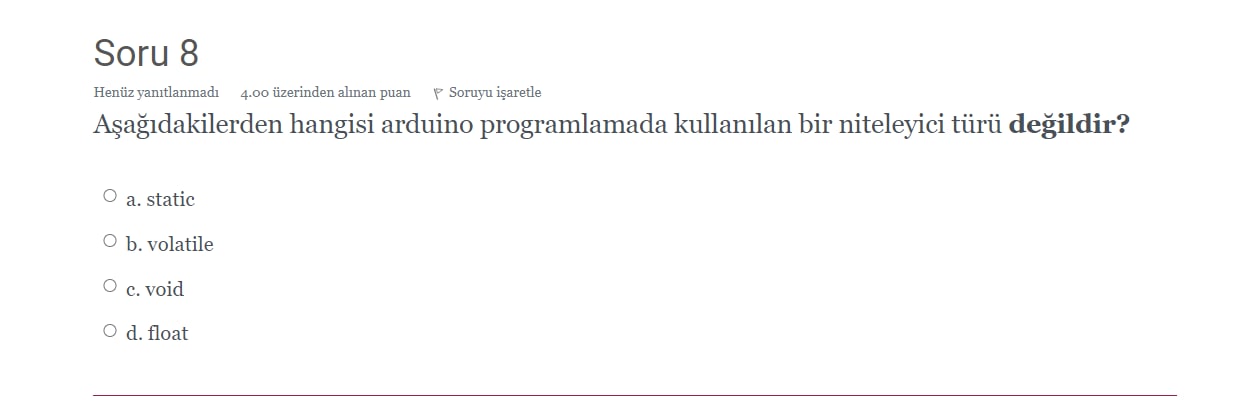 Soru 8
Henüz yanıtlanmadı 4.00 üzerinden alınan puan Soruyu işaretle
Aşağıdakilerden hangisi arduino programlamada kullanılan bir niteleyici türü değildir?
a. static
b. volatile
c. void
d. float